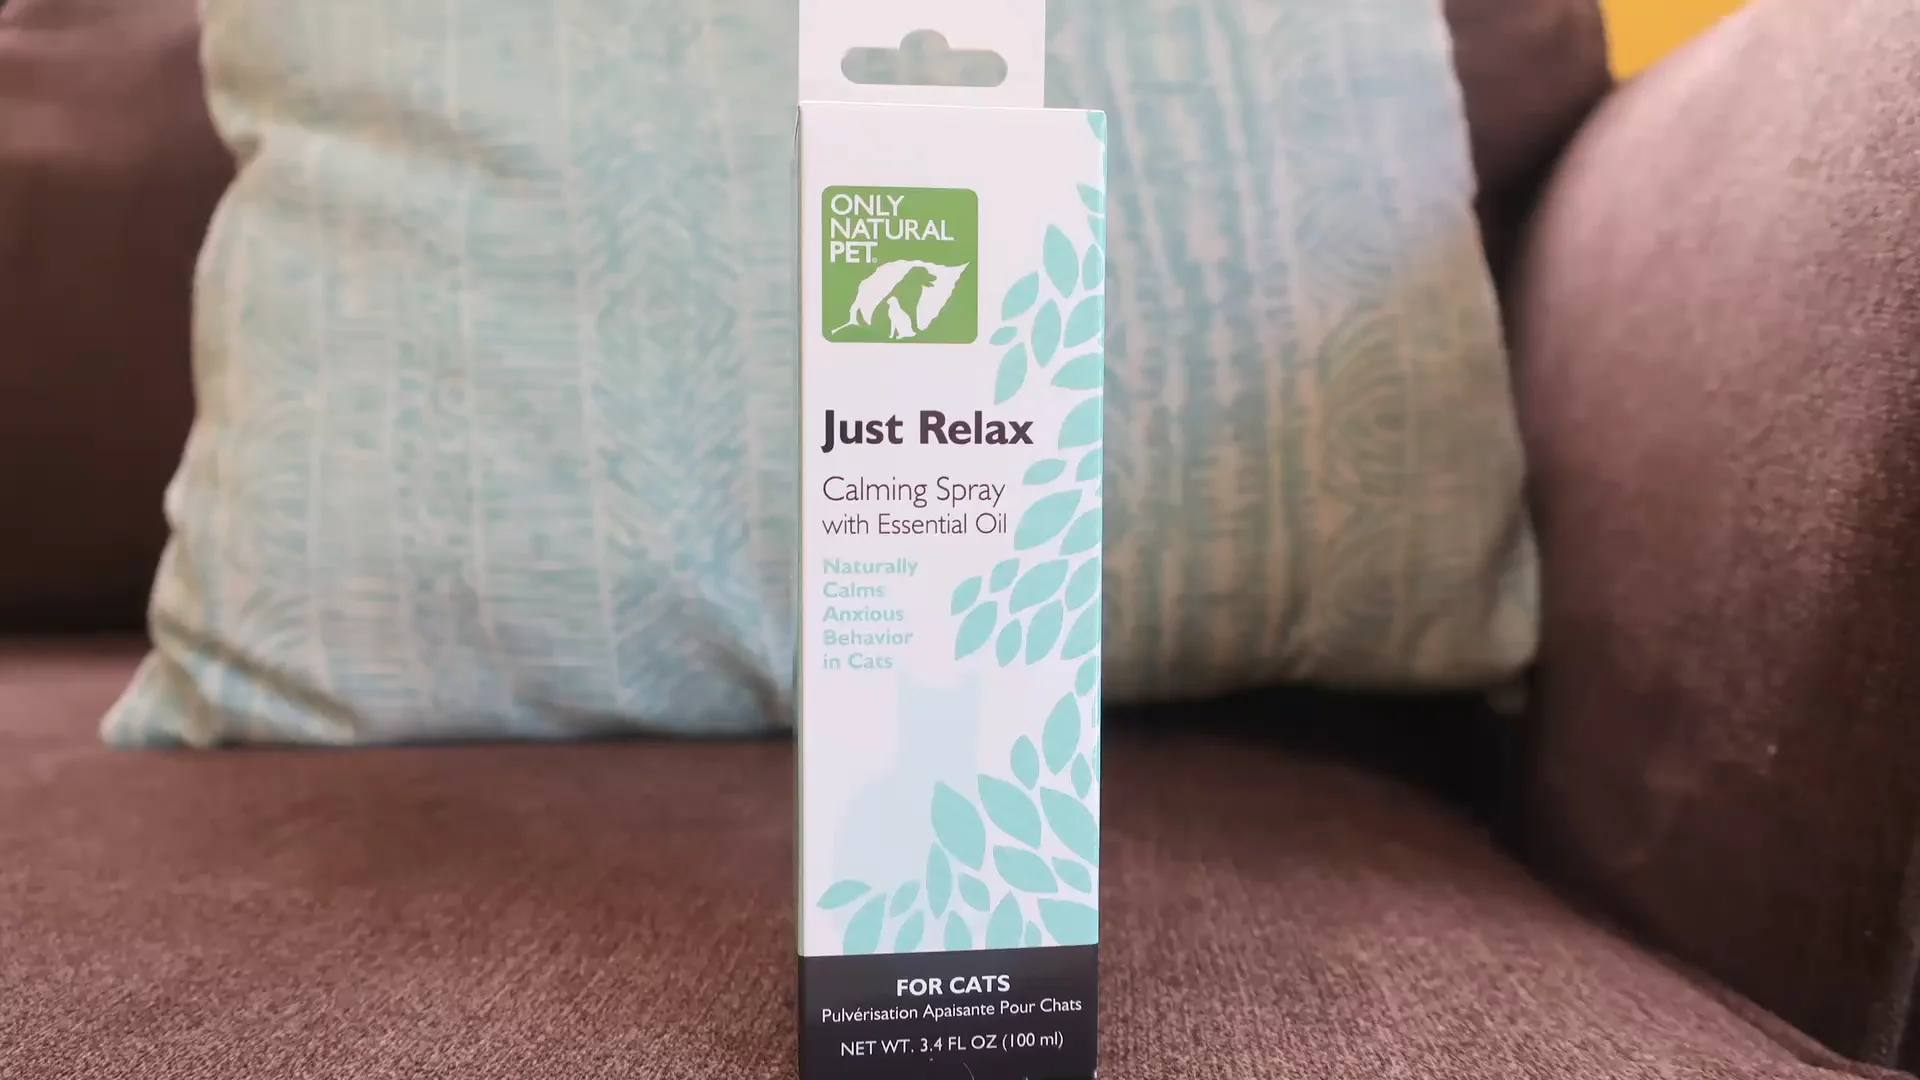 ONLY
NATURAL
PET®
Just Relax
Calming Spray
with Essential Oil
Naturally
Calms
Anxious
Behavior
in Cats
FOR CATS
Pulvérisation Apaisante Pour Chats
NET WT. 3.4 FL OZ (100 ml)